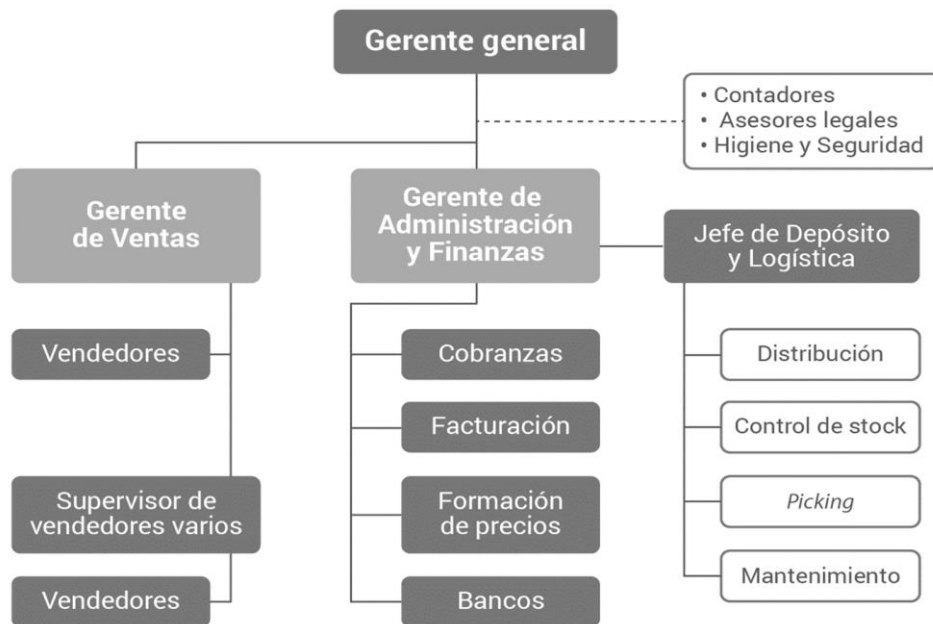 Gerente general
• Contadores
• Asesores legales
• Higiene y Seguridad
Gerente
de Ventas
Gerente de
Administración
y Finanzas
Jefe de Depósito
y Logística
Vendedores
Supervisor de
vendedores varios
Vendedores
Cobranzas
Facturación
Formación
de precios
Bancos
Distribución
Control de stock
Picking
Mantenimiento